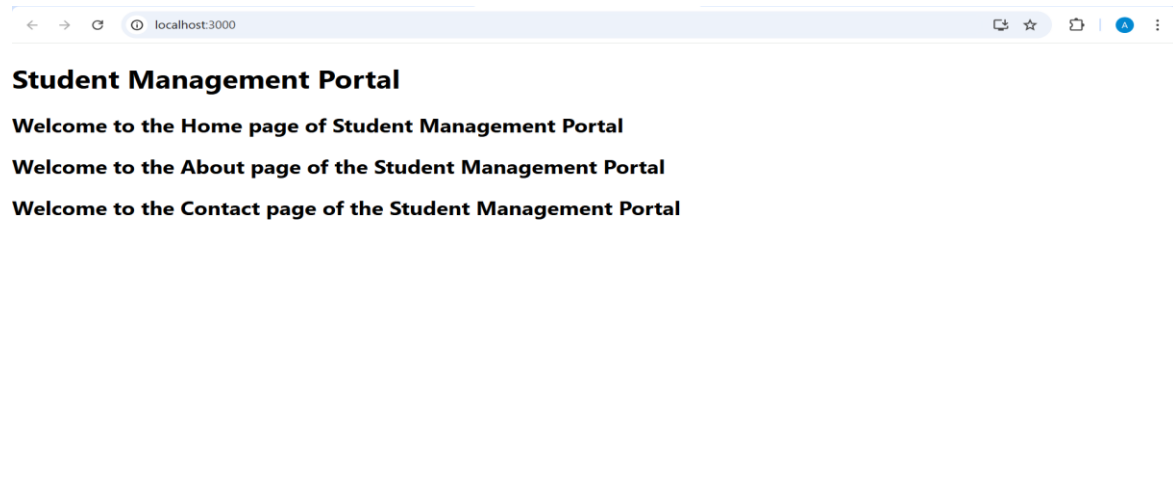 localhost:3000
A
Student Management Portal
Welcome to the Home page of Student Management Portal
Welcome to the About page of the Student Management Portal
Welcome to the Contact page of the Student Management Portal